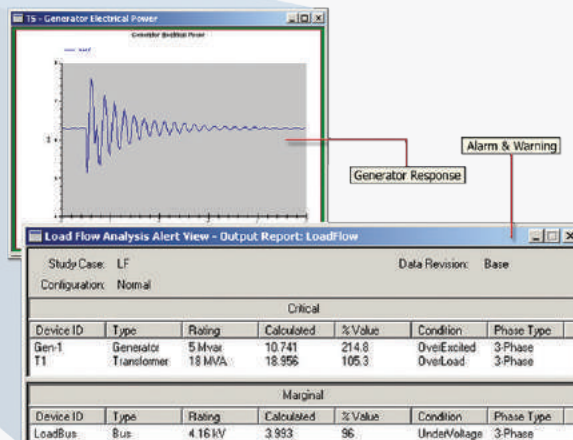 TS - Generator Electrical Power
Generator Electrical Power
Alarm & Warning
Generator Response
Load Flow Analysis Alert View - Output Report: LoadFlow
Study Case: LF Data Revision: Base
Configuration: Normal
Critical
Device ID Type Rating Calculated % Value Condition Phase Type
Gen-1 Generator 5 Mvar 10.741 214.8 OverExcited 3-Phase
T1 Transformer 18 MVA 18.956 105.3 OverLoad 3-Phase
Marginal
Device ID Type Rating Calculated % Value Condition Phase Type
LoadBus Bus 4.16 kV 3.993 96 UnderVoltage 3-Phase